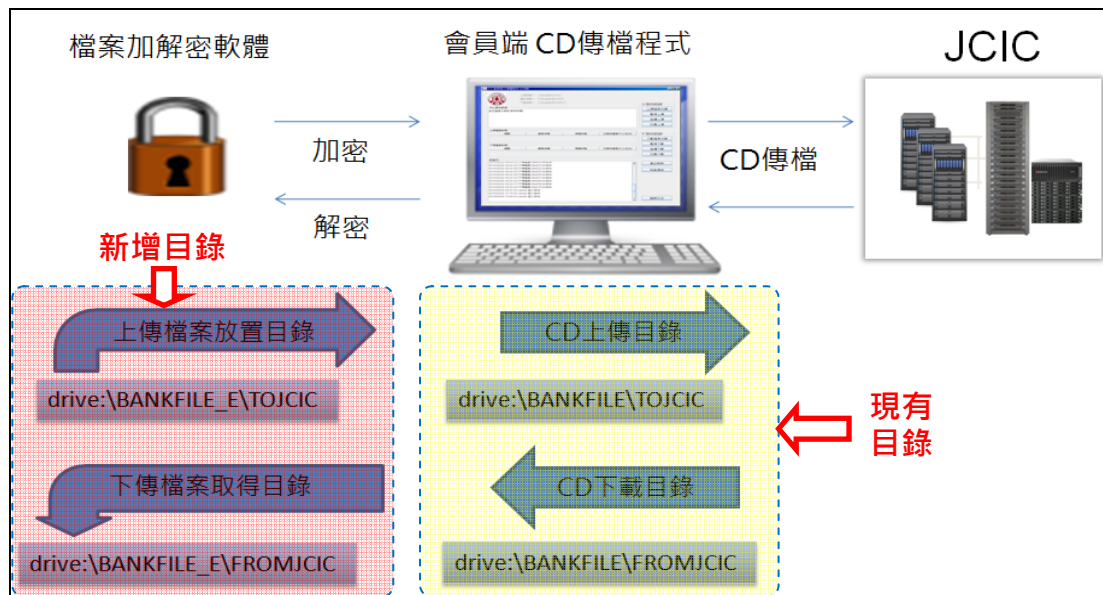 檔案加解密軟體
會員端 CD傳檔程式
JCIC
加密
CD傳檔
解密
新增目錄
上傳檔案放置目錄
CD上傳目錄
drive:\BANKFILE_E\TOJCIC
drive:\BANKFILE\TOJCIC
現有
目錄
下傳檔案取得目錄
CD下載目錄
drive:\BANKFILE_E\FROMJCIC
drive:\BANKFILE\FROMJCIC